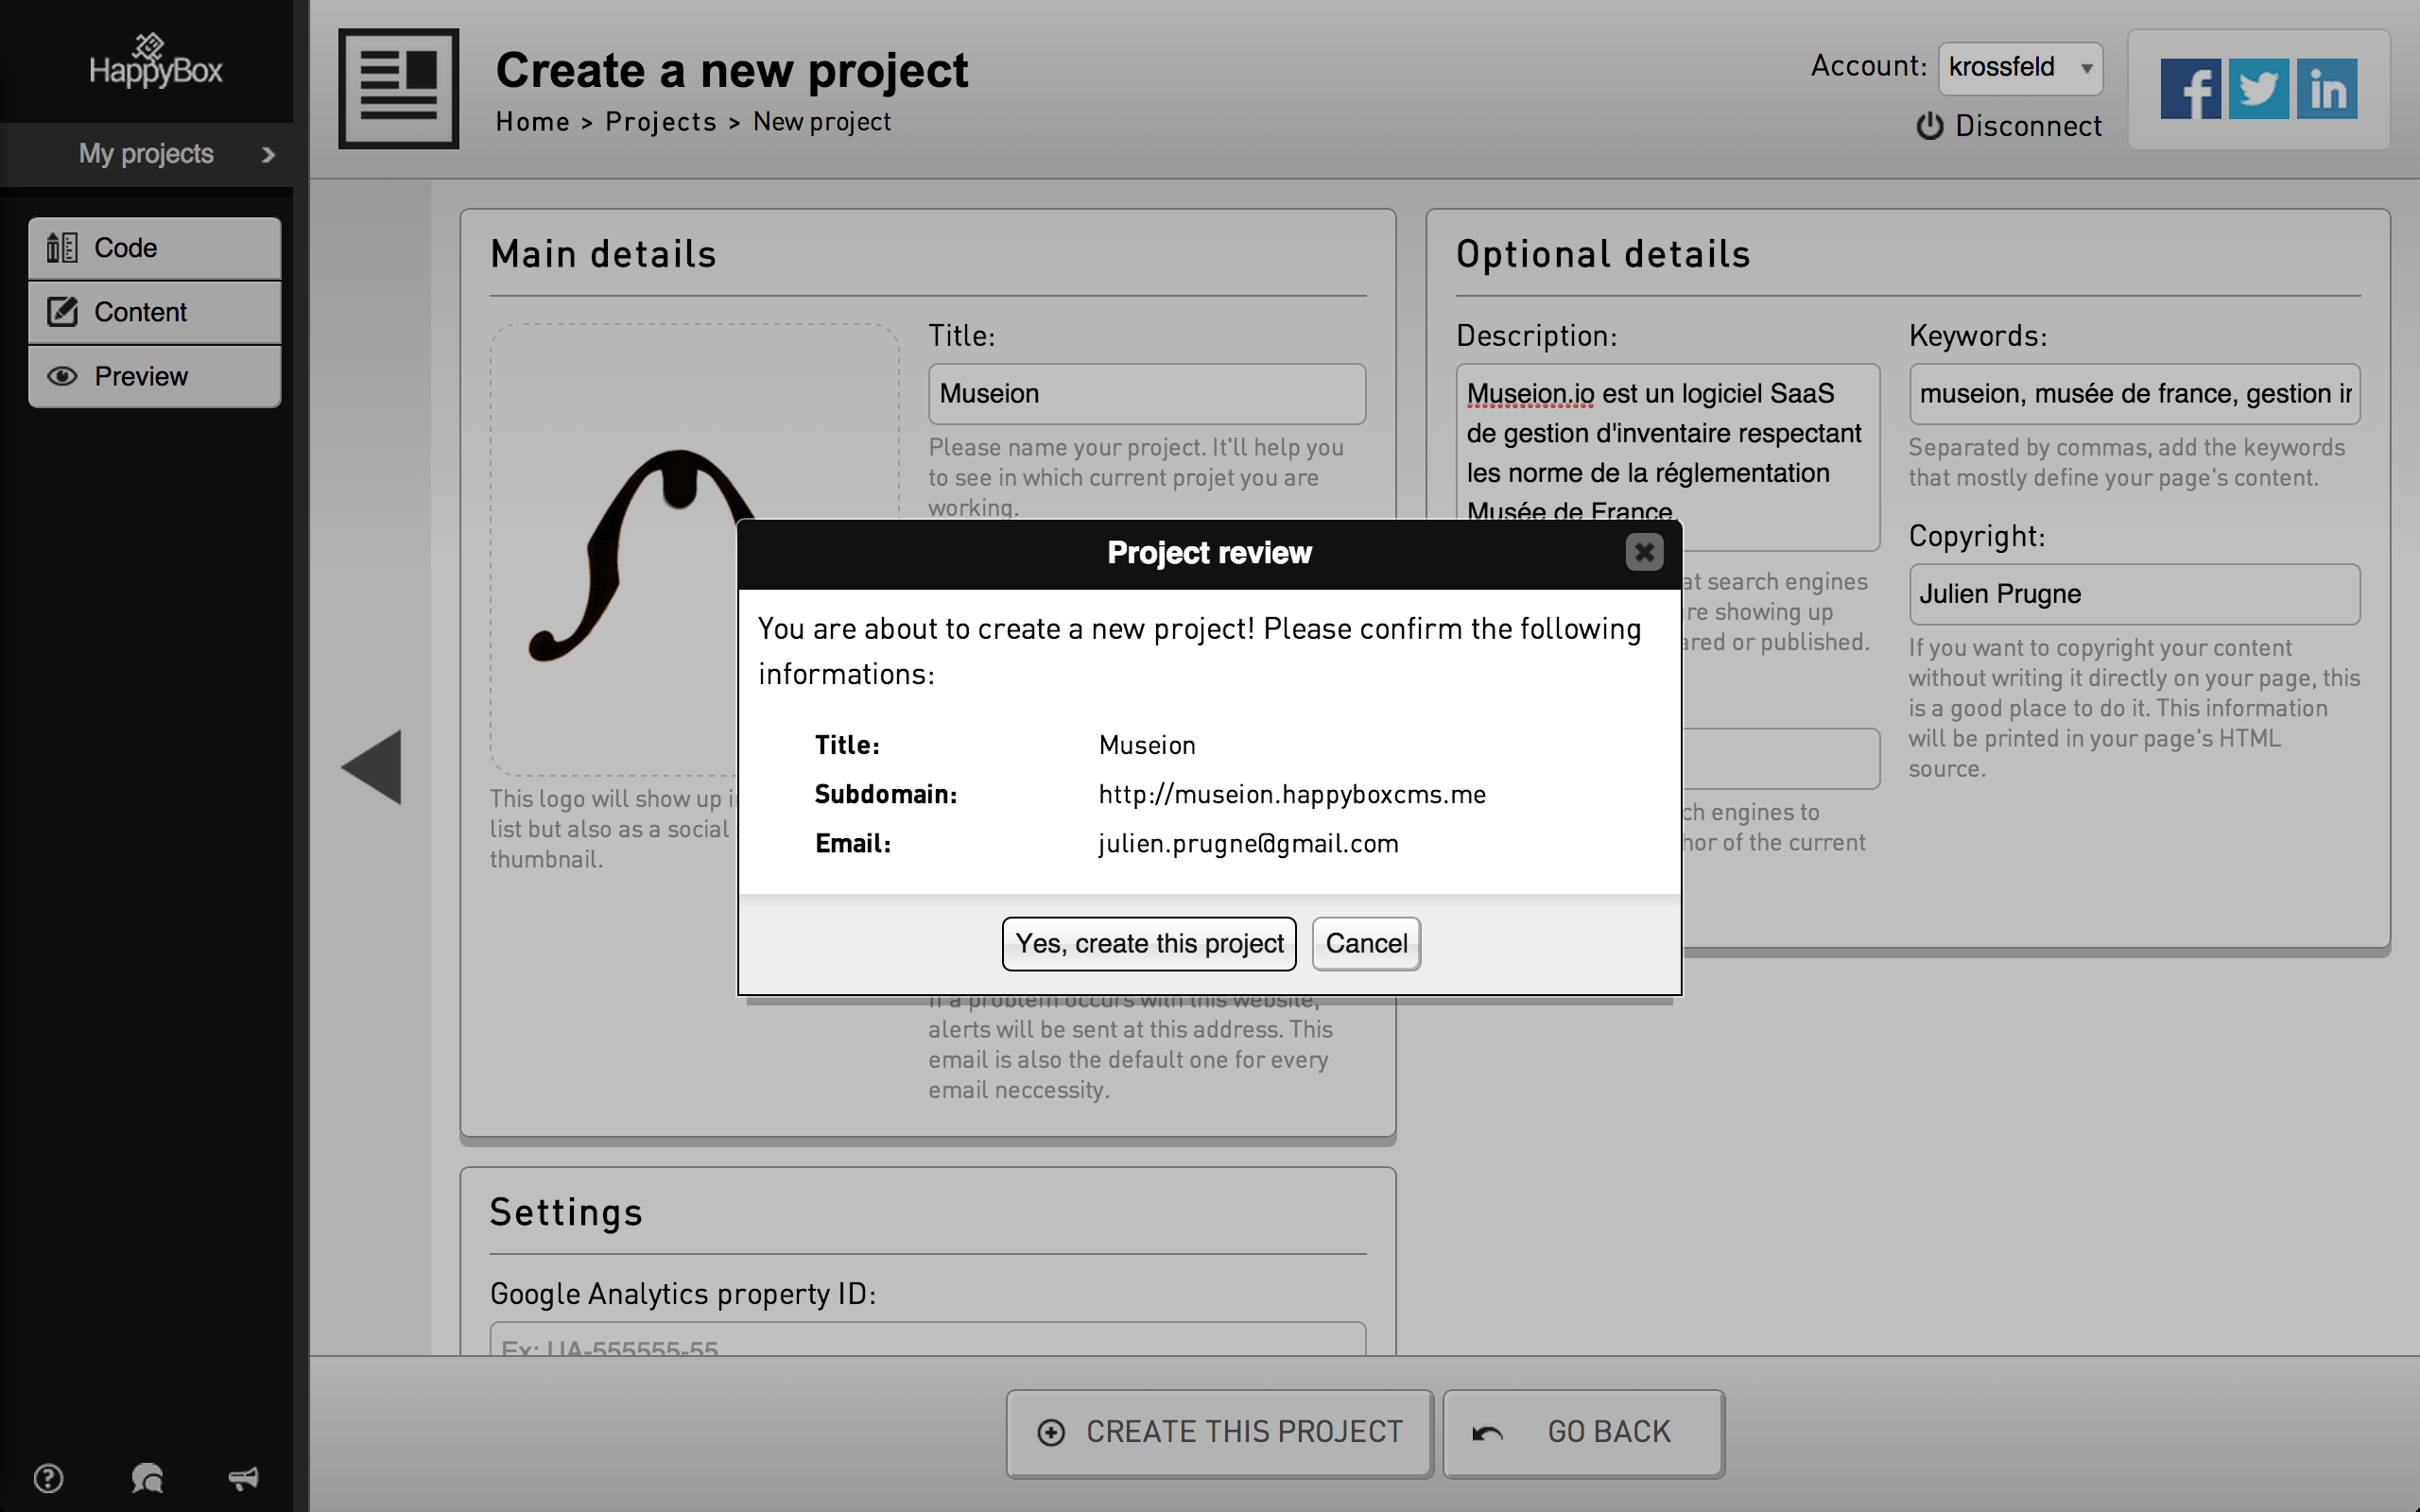 HappyBox
My projects
Code
Content
Preview
Create a new project
Home > Projects > New project
Account: krossfeld
Disconnect
Main details
Title:
Museion
Please name your project. It'll help you
to see in which current projet you are
working.
This logo will show up
list but also as a social
thumbnail.
If a problem occurs with this website,
alerts will be sent at this address. This
email is also the default one for every
email neccessity.
Settings
Google Analytics property ID:
Ex: UA-555555-55
Optional details
Description:
Museion.io est un logiciel SaaS
de gestion d'inventaire respectant
les norme de la réglementation
Musée de France.
at search engines
re showing up
ared or published.
ch engines to
hor of the current
Keywords:
museion, musée de france, gestion ir
Separated by commas, add the keywords
that mostly define your page's content.
Copyright:
Julien Prugne
If you want to copyright your content
without writing it directly on your page, this
is a good place to do it. This information
will be printed in your page's HTML
source.
Project review
You are about to create a new project! Please confirm the following
informations:
Title: Museion
Subdomain: http://museion.happyboxcms.me
Email: julien.prugne@gmail.com
Yes, create this project Cancel
CREATE THIS PROJECT GO BACK